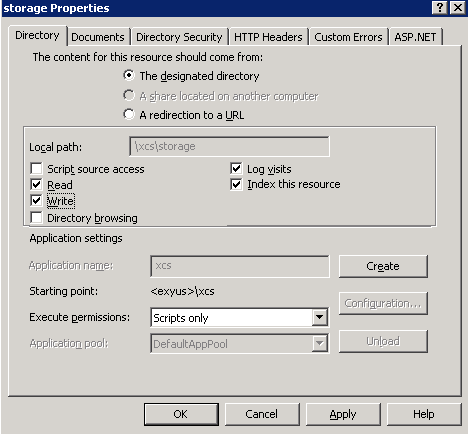 storage Properties
?
Directory Documents Directory Security HTTP Headers Custom Errors ASP.NET
The content for this resource should come from:
The designated directory
A share located on another computer
A redirection to a URL
Local path: \xcs\storage
Script source access Log visits
Read Index this resource
Write
Directory browsing
Application settings
Application name: xcs Create
Starting point: <exyus>\xcs Configuration...
Execute permissions: Scripts only
Application pool: DefaultAppPool Unload
OK Cancel Apply Help